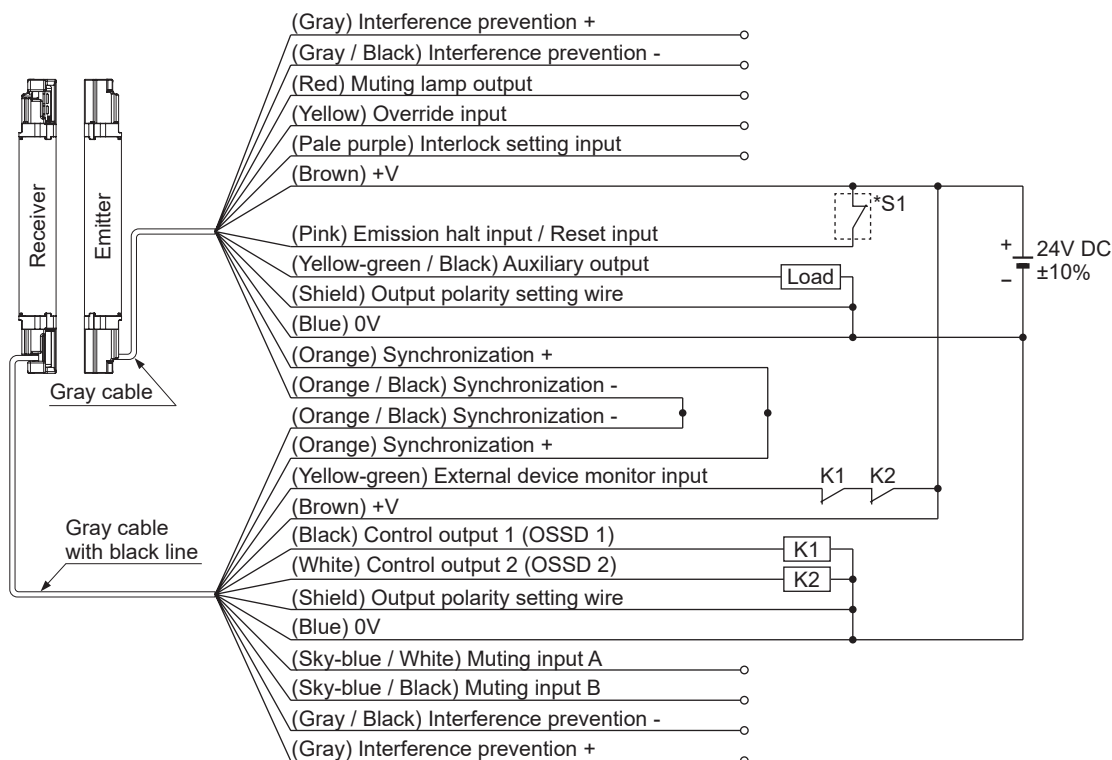 (Gray) Interference prevention +
(Gray / Black) Interference prevention -
(Red) Muting lamp output
(Yellow) Override input
(Pale purple) Interlock setting input
(Brown) +V
*S1
(Pink) Emission halt input / Reset input
(Yellow-green / Black) Auxiliary output
Load
(Shield) Output polarity setting wire
(Blue) 0V
+
24V DC
±10%
−
Receiver
Emitter
Gray cable
(Orange) Synchronization +
(Orange / Black) Synchronization -
(Orange / Black) Synchronization -
(Orange) Synchronization +
(Yellow-green) External device monitor input
K1
K2
(Brown) +V
Gray cable
with black line
(Black) Control output 1 (OSSD 1)
K1
(White) Control output 2 (OSSD 2)
K2
(Shield) Output polarity setting wire
(Blue) 0V
(Sky-blue / White) Muting input A
(Sky-blue / Black) Muting input B
(Gray / Black) Interference prevention -
(Gray) Interference prevention +